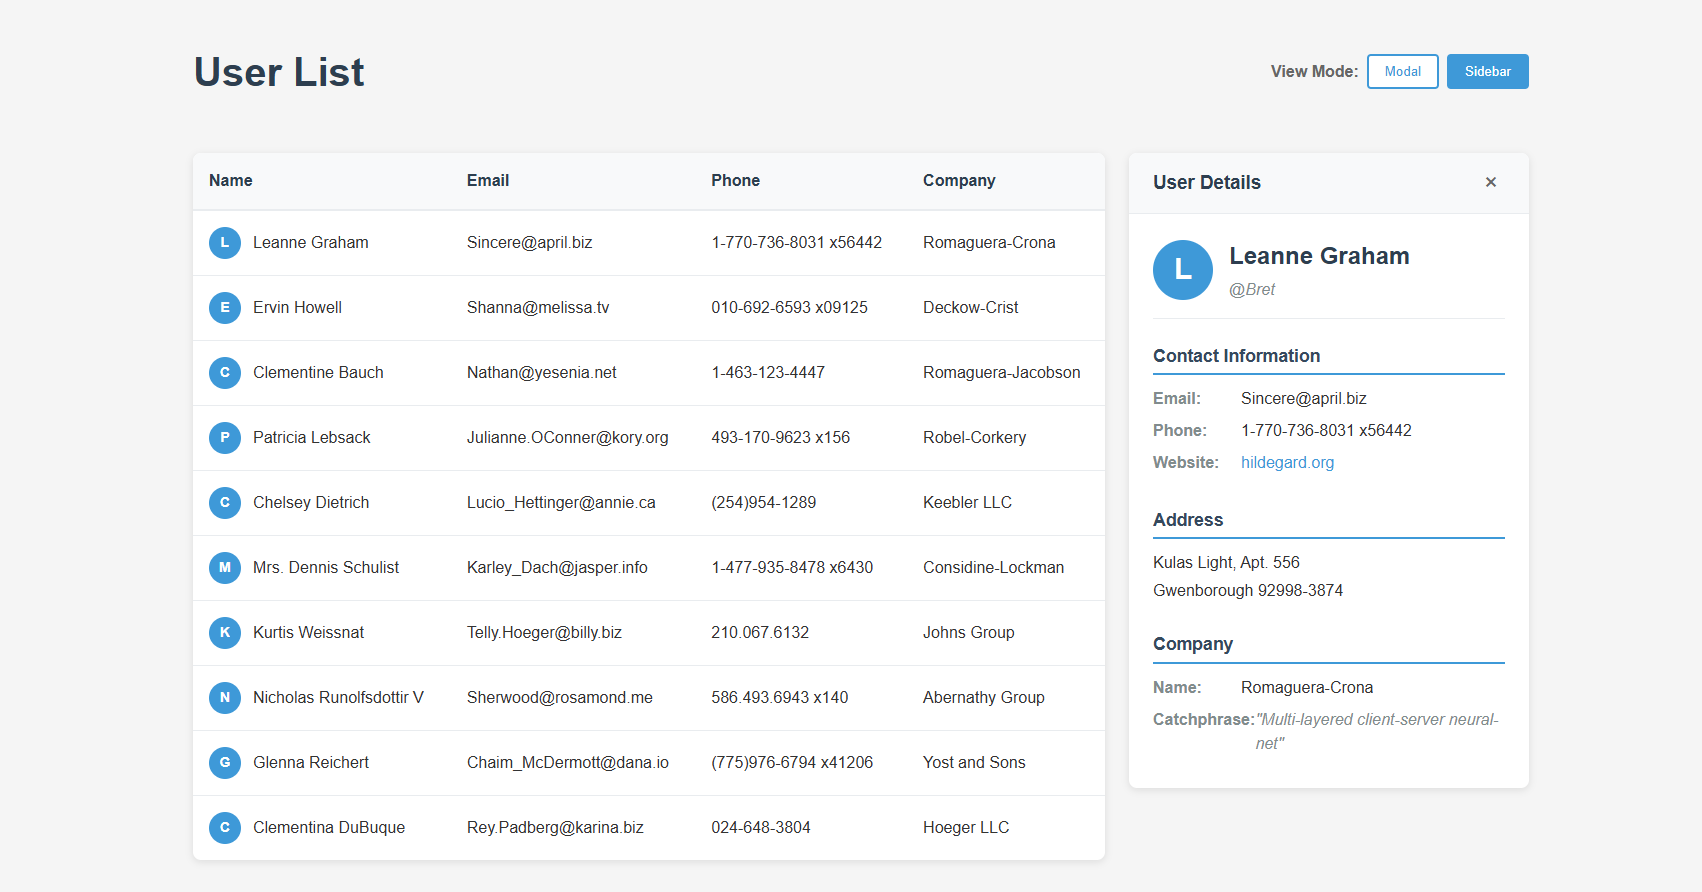 User List
View Mode: Modal Sidebar
Name Email Phone Company
L Leanne Graham Sincere@april.biz 1-770-736-8031 x56442 Romaguera-Crona
E Ervin Howell Shanna@melissa.tv 010-692-6593 x09125 Deckow-Crist
C Clementine Bauch Nathan@yesenia.net 1-463-123-4447 Romaguera-Jacobson
P Patricia Lebsack Julianne.OConner@kory.org 493-170-9623 x156 Robel-Corkery
C Chelsey Dietrich Lucio_Hettinger@annie.ca (254)954-1289 Keebler LLC
M Mrs. Dennis Schulist Karley_Dach@jasper.info 1-477-935-8478 x6430 Considine-Lockman
K Kurtis Weissnat Telly.Hoeger@billy.biz 210.067.6132 Johns Group
N Nicholas Runolfsdottir V Sherwood@rosamond.me 586.493.6943 x140 Abernathy Group
G Glenna Reichert Chaim_McDermott@dana.io (775)976-6794 x41206 Yost and Sons
C Clementina DuBuque Rey.Padberg@karina.biz 024-648-3804 Hoeger LLC
User Details ×
L
Leanne Graham
@Bret
Contact Information
Email: Sincere@april.biz
Phone: 1-770-736-8031 x56442
Website: hildegard.org
Address
Kulas Light, Apt. 556
Gwenborough 92998-3874
Company
Name: Romaguera-Crona
Catchphrase: "Multi-layered client-server neural-
net"